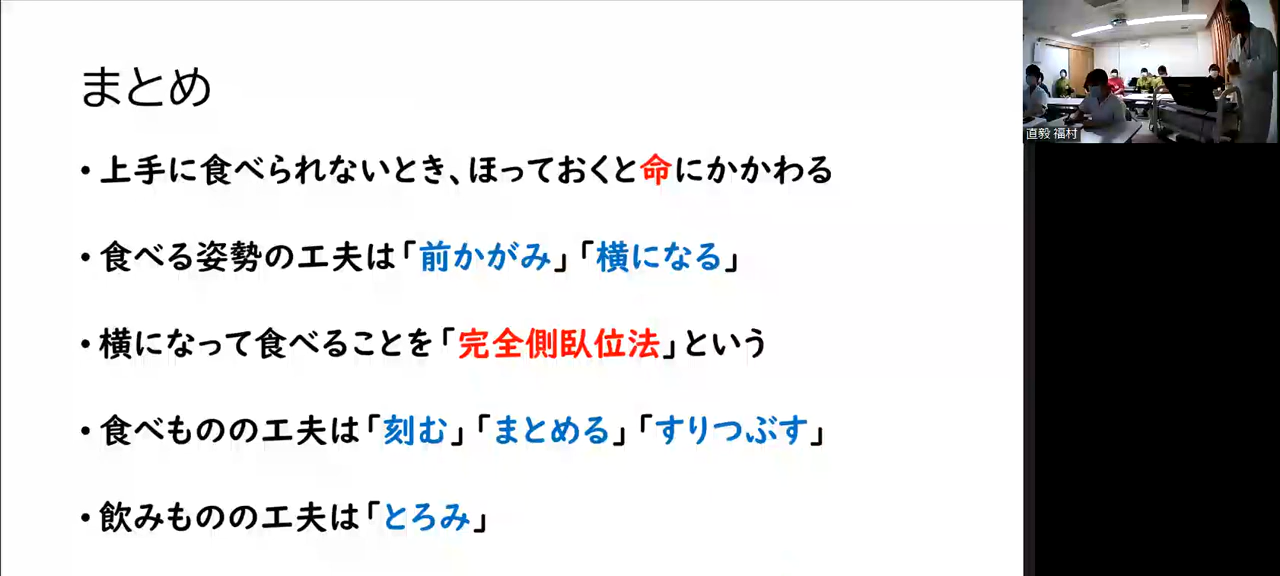 まとめ
・上手に食べられないとき、ほっておくと命にかかわる
・食べる姿勢の工夫は「前かがみ」「横になる」
・横になって食べることを「完全側臥位法」という
・食べものの工夫は「刻む」「まとめる」「すりつぶす」
・飲みものの工夫は「とろみ」
直毅 福村